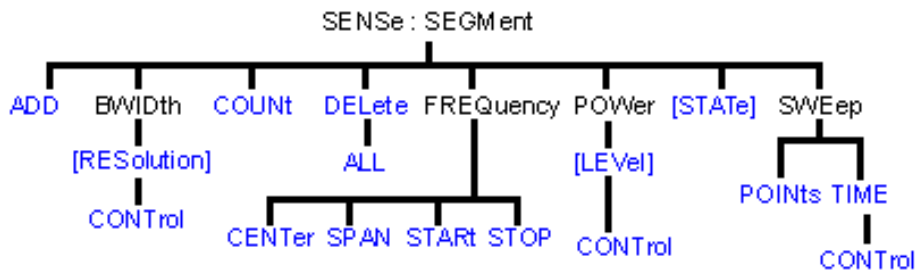 SENSe : SEGMent
ADD BWIDth COUNt DELete FREQuency POWer [STATe] SWEep
[RESolution] ALL [LEVel]
POINts TIME
CONTrol
CENTer SPAN STARt STOP
CONTrol
CONTrol